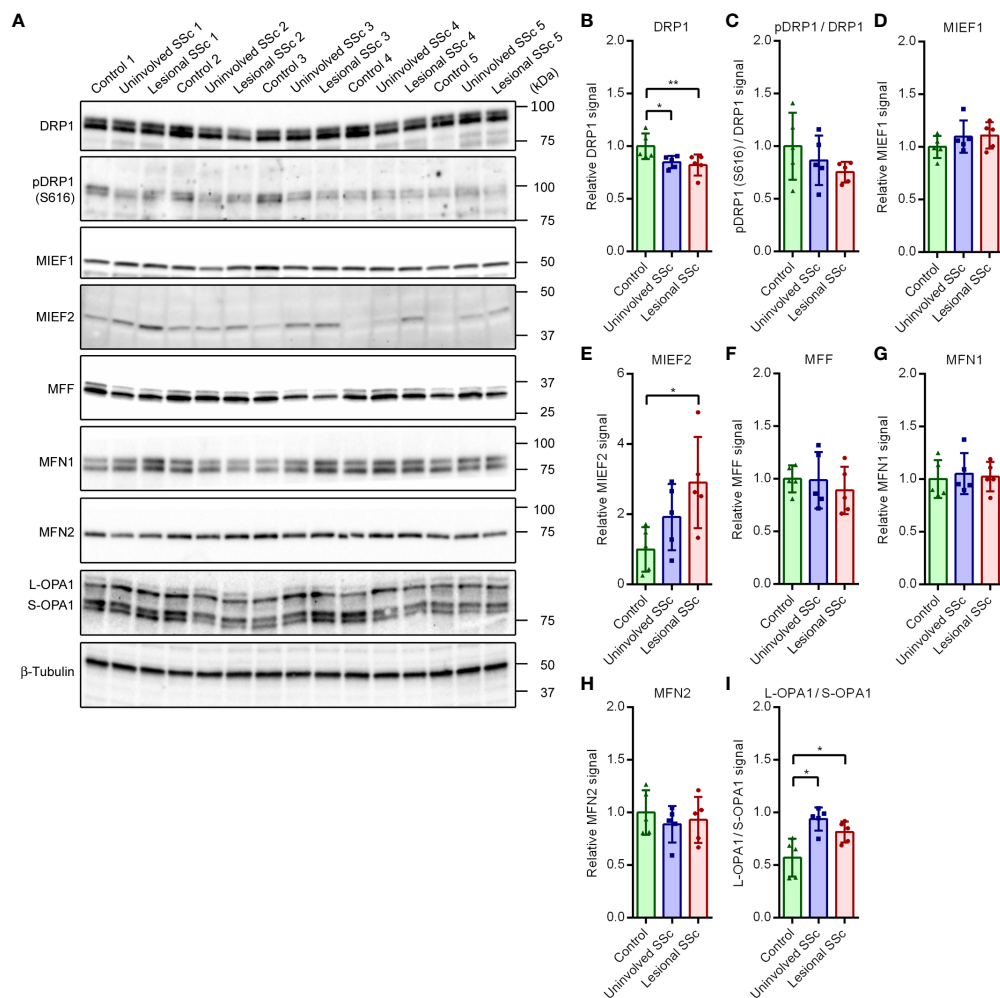 A
Control 1
Uninvolved SSc 1
Lesional SSc 1
Control 2
Uninvolved SSc 2
Lesional SSc 2
Control 3
Uninvolved SSc 3
Lesional SSc 3
Control 4
Uninvolved SSc 4
Lesional SSc 4
Control 5
Uninvolved SSc 5
Lesional SSc 5
(kDa)
DRP1
100
75
pDRP1
(S616)
100
75
MIEF1
50
MIEF2
50
37
MFF
37
25
MFN1
100
75
MFN2
100
75
L-OPA1
S-OPA1
75
β-Tubulin
50
37
B
DRP1
Relative DRP1 signal
2.0
1.5
1.0
0.5
0.0
**
*
Control
Uninvolved SSc
Lesional SSc
C
pDRP1 / DRP1
pDRP1 (S616) / DRP1 signal
2.0
1.5
1.0
0.5
0.0
Control
Uninvolved SSc
Lesional SSc
D
MIEF1
Relative MIEF1 signal
2.0
1.5
1.0
0.5
0.0
Control
Uninvolved SSc
Lesional SSc
E
MIEF2
Relative MIEF2 signal
6
4
2
0
*
Control
Uninvolved SSc
Lesional SSc
F
MFF
Relative MFF signal
2.0
1.5
1.0
0.5
0.0
Control
Uninvolved SSc
Lesional SSc
G
MFN1
Relative MFN1 signal
2.0
1.5
1.0
0.5
0.0
Control
Uninvolved SSc
Lesional SSc
H
MFN2
Relative MFN2 signal
2.0
1.5
1.0
0.5
0.0
Control
Uninvolved SSc
Lesional SSc
I
L-OPA1 / S-OPA1
L-OPA1 / S-OPA1 signal
2.0
1.5
1.0
0.5
0.0
*
*
Control
Uninvolved SSc
Lesional SSc